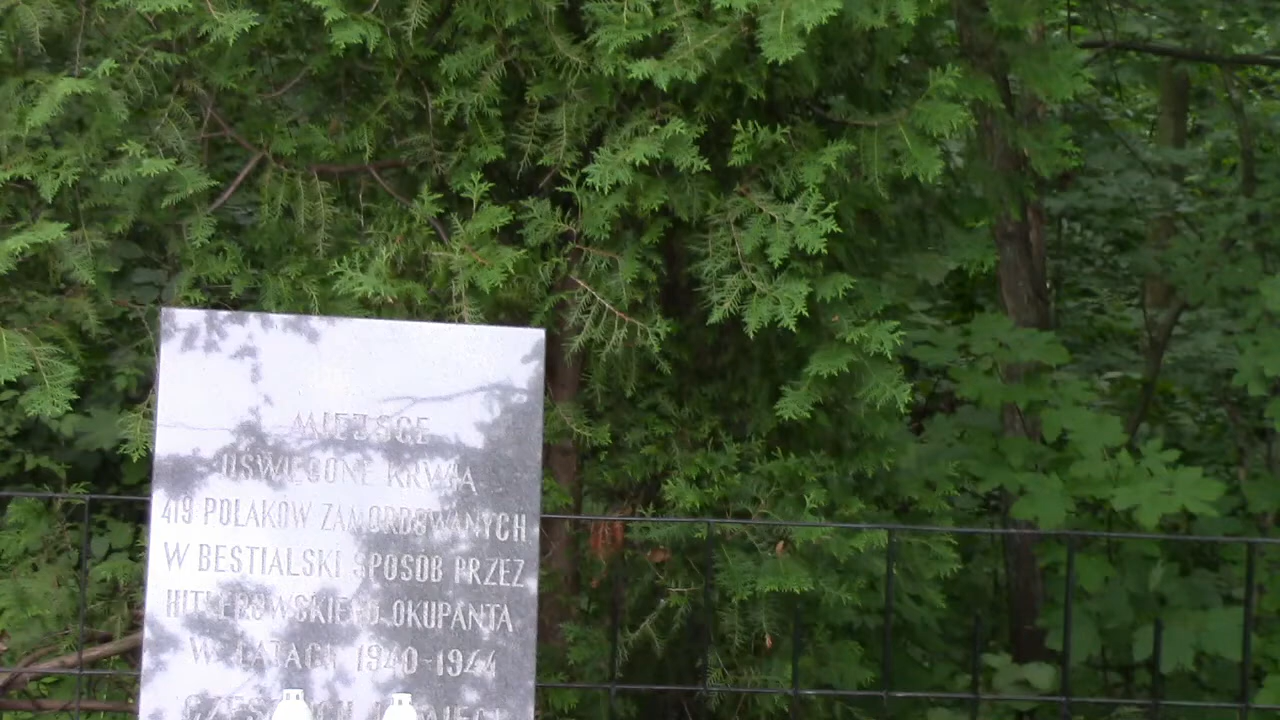 MIEJSCE
UŚWIĘCONE KRWIĄ
419 POLAKÓW ZAMORDOWANYCH
W BESTIALSKI SPOSÓB PRZEZ
HITLEROWSKIEGO OKUPANTA
W LATACH 1940-1944